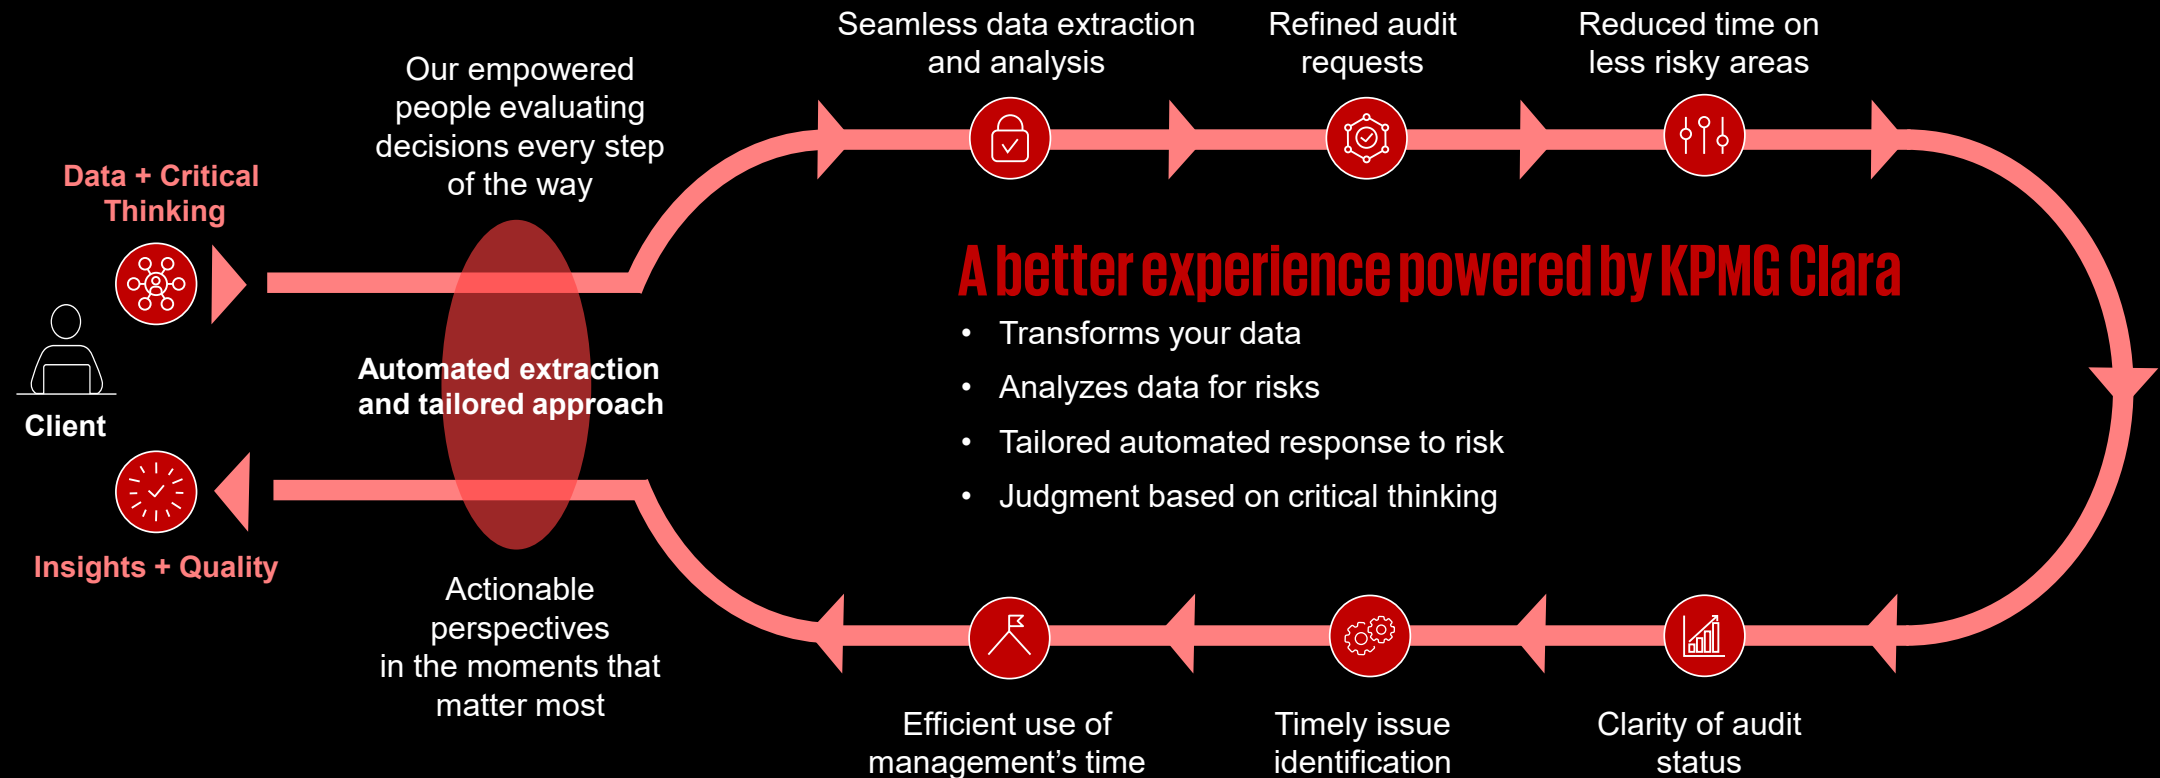 Seamless data extraction
and analysis
Refined audit
requests
Reduced time on
less risky areas
Our empowered
people evaluating
decisions every step
of the way
Data + Critical
Thinking
A better experience powered by KPMG Clara
• Transforms your data
• Analyzes data for risks
• Tailored automated response to risk
• Judgment based on critical thinking
Automated extraction
and tailored approach
Client
Insights + Quality
Actionable
perspectives
in the moments that
matter most
Efficient use of
management’s time
Timely issue
identification
Clarity of audit
status